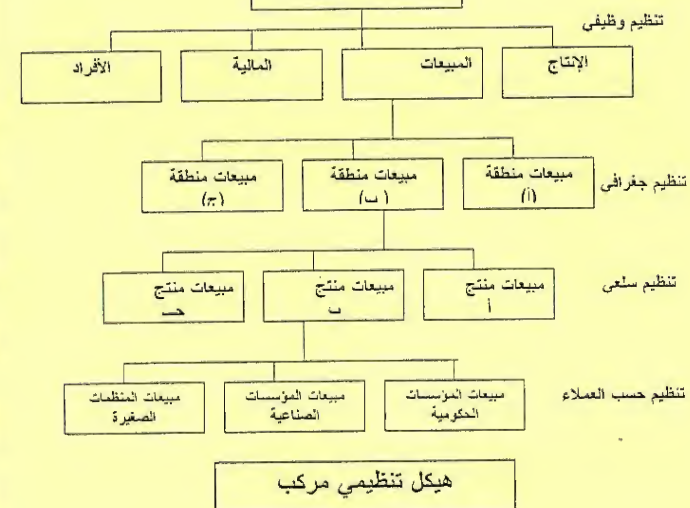 تنظيم وظيفي
الإنتاج
المبيعات
المالية
الأفراد
تنظيم جغرافي
مبيعات منطقة
(أ)
مبيعات منطقة
(ب)
مبيعات منطقة
(ج)
تنظيم سلعي
مبيعات منتج
أ
مبيعات منتج
ب
مبيعات منتج
جـ
تنظيم حسب العملاء
مبيعات المؤسسات
الحكومية
مبيعات المؤسسات
الصناعية
مبيعات المنظمات
الصغيرة
هيكل تنظيمي مركب